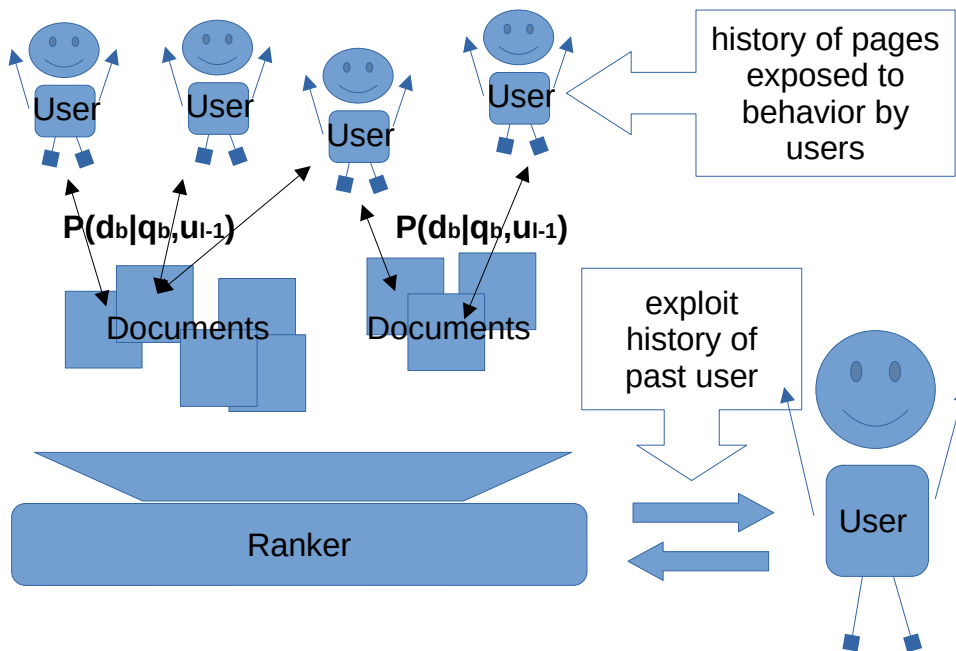 User
User
User
User
history of pages
exposed to
behavior by
users
P(db|qb,ul-1)
P(db|qb,ul-1)
Documents
Documents
exploit
history of
past user
Ranker
User